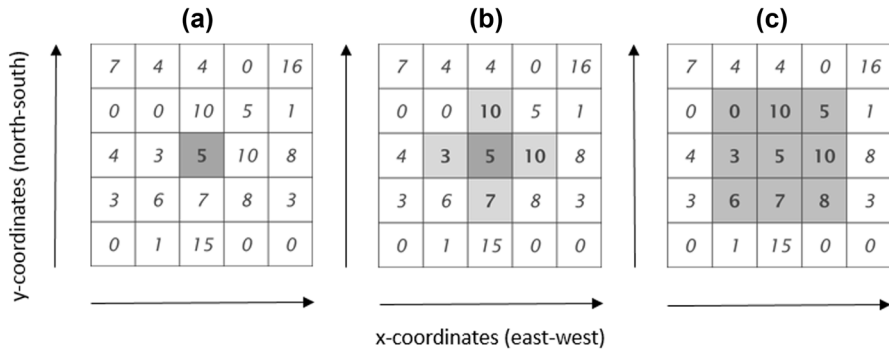 (a) (b) (c)
y-coordinates (north-south)
7 4 4 0 16
0 0 10 5 1
4 3 5 10 8
3 6 7 8 3
0 1 15 0 0
7 4 4 0 16
0 0 10 5 1
4 3 5 10 8
3 6 7 8 3
0 1 15 0 0
7 4 4 0 16
0 0 10 5 1
4 3 5 10 8
3 6 7 8 3
0 1 15 0 0
x-coordinates (east-west)